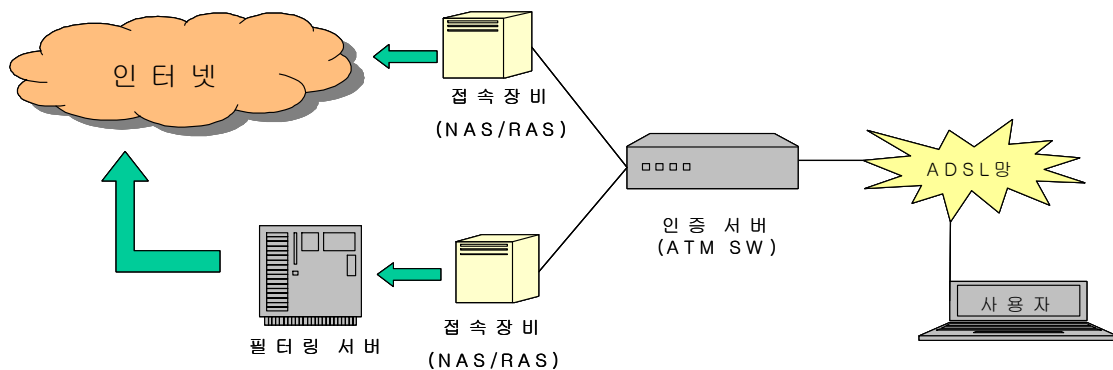 인 터 넷
접 속 장 비
(NAS/RAS)
ADSL망
인 증 서 버
(ATM SW)
사 용 자
필 터 링 서 버
접 속 장 비
(NAS/RAS)